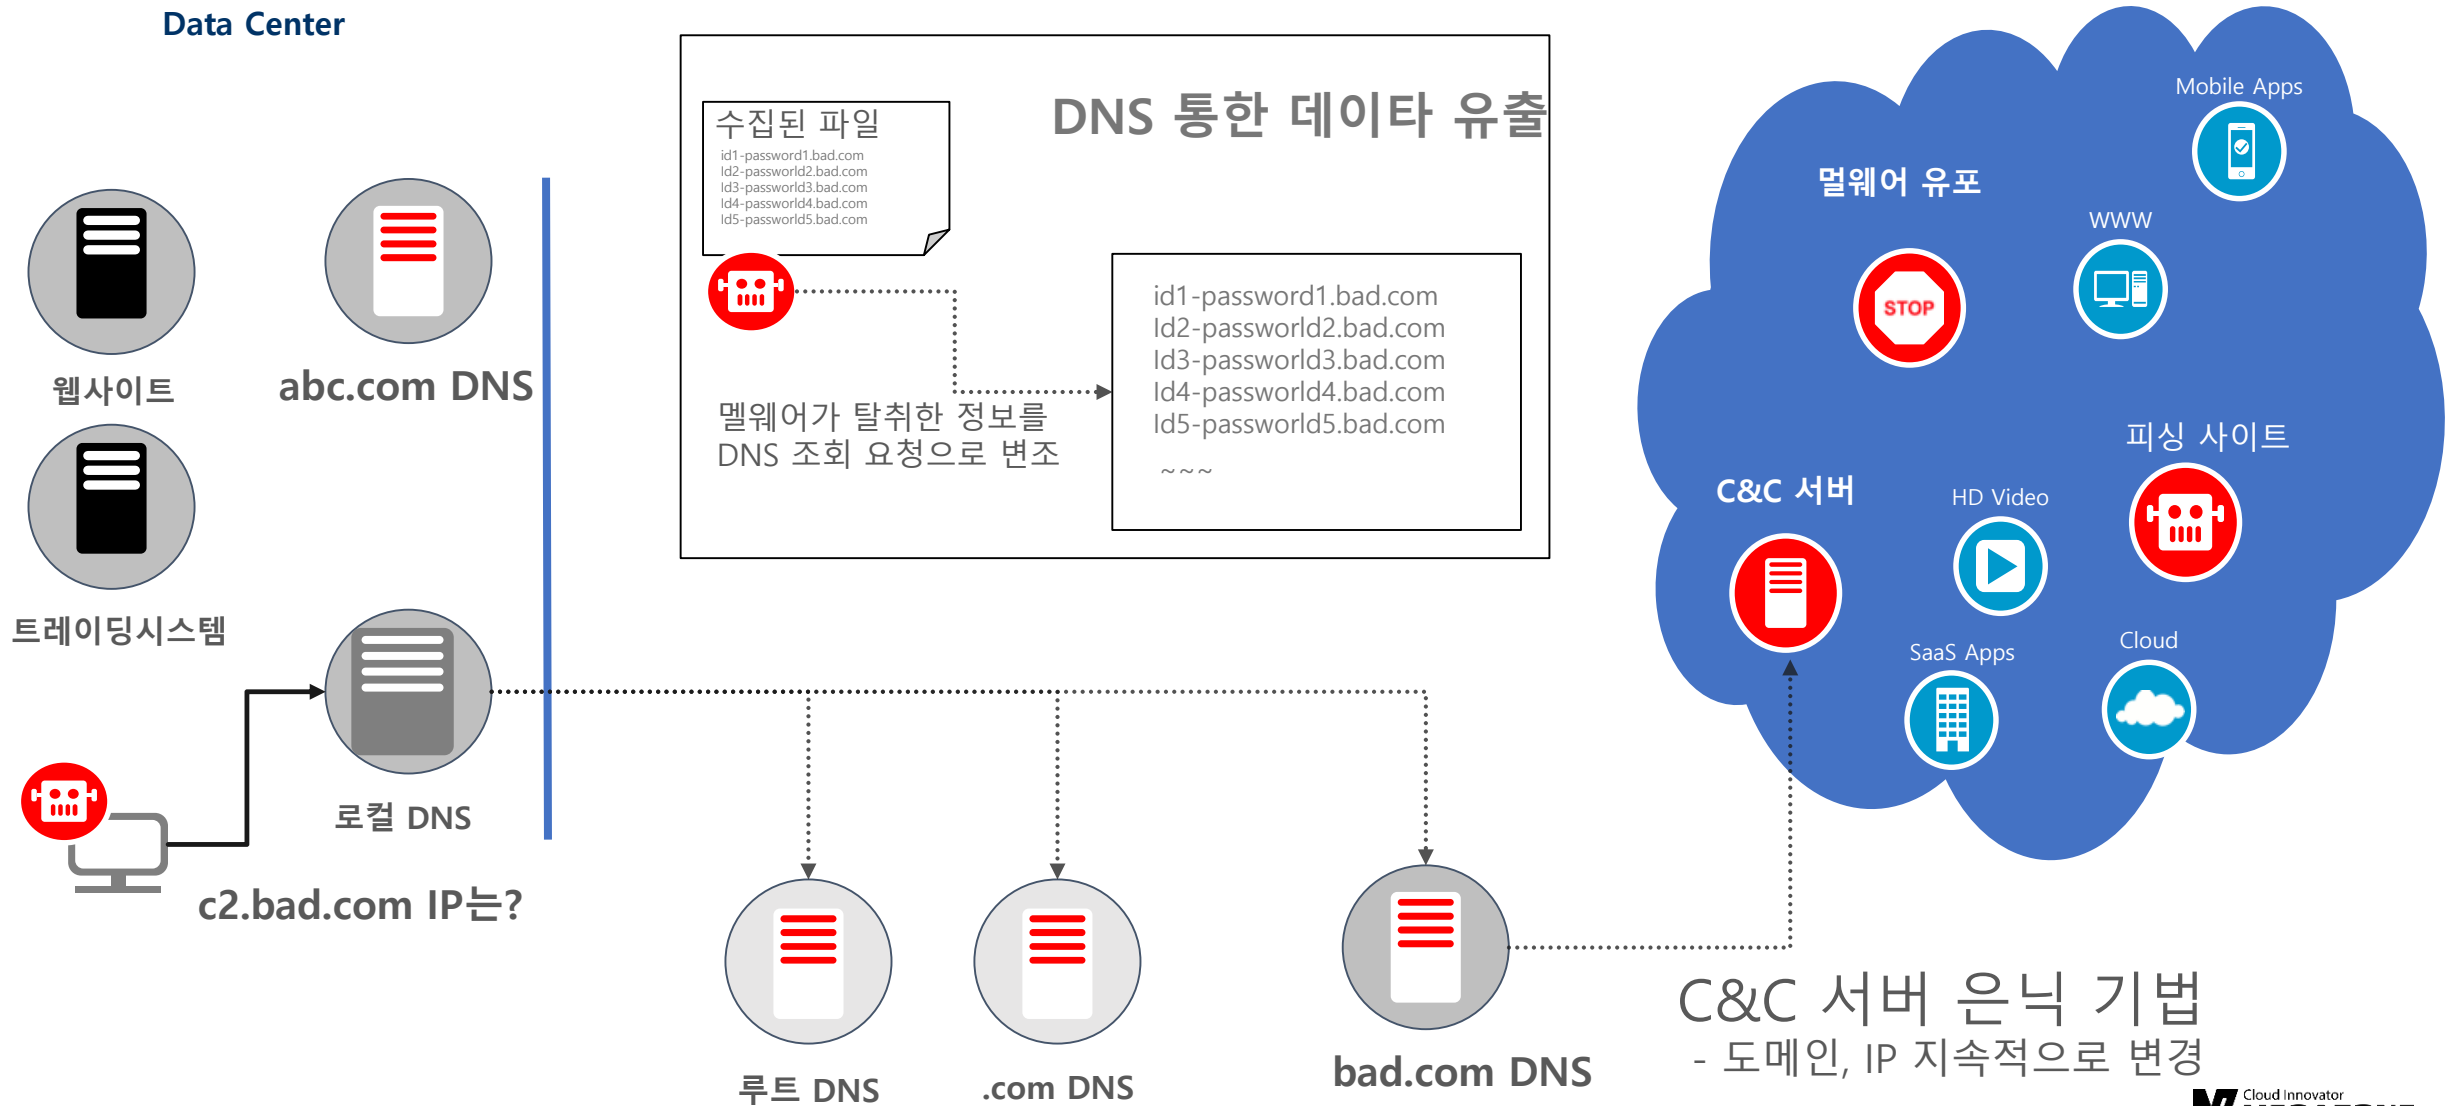 Data Center
웹사이트
abc.com DNS
트레이딩시스템
로컬 DNS
c2.bad.com IP는?
DNS 통한 데이타 유출
수집된 파일
id1-password1.bad.com
Id2-passworld2.bad.com
Id3-passworld3.bad.com
Id4-passworld4.bad.com
Id5-passworld5.bad.com
멜웨어가 탈취한 정보를
DNS 조회 요청으로 변조
id1-password1.bad.com
Id2-passworld2.bad.com
Id3-passworld3.bad.com
Id4-passworld4.bad.com
Id5-passworld5.bad.com
~~~
Mobile Apps
멀웨어 유포
WWW
STOP
피싱 사이트
C&C 서버
HD Video
SaaS Apps
Cloud
루트 DNS
.com DNS
bad.com DNS
C&C 서버 은닉 기법
- 도메인, IP 지속적으로 변경
Cloud Innovator